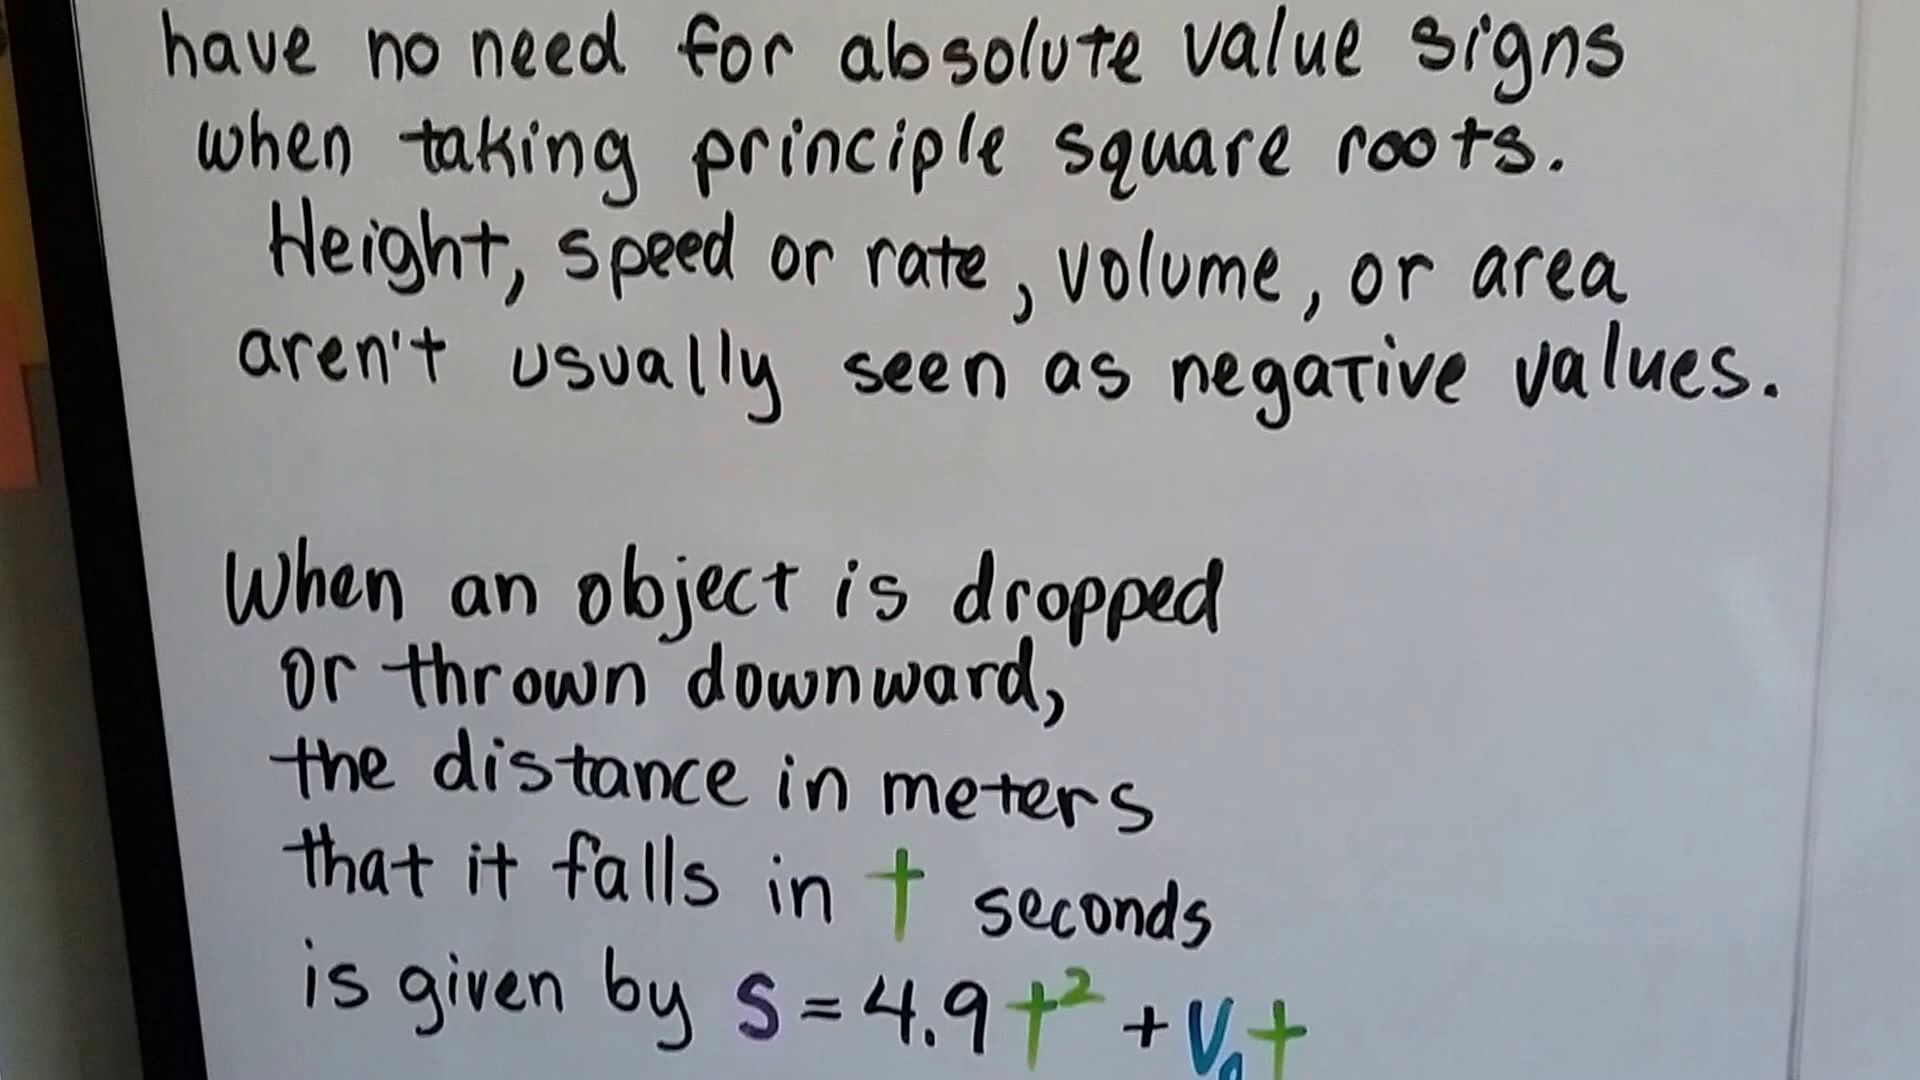 have no need for absolute value signs
when taking principle square roots.
Height, speed or rate, volume, or area
aren't usually seen as negative values.
When an object is dropped
or thrown downward,
the distance in meters
that it falls in t seconds
is given by S = 4.9t² + V₀t